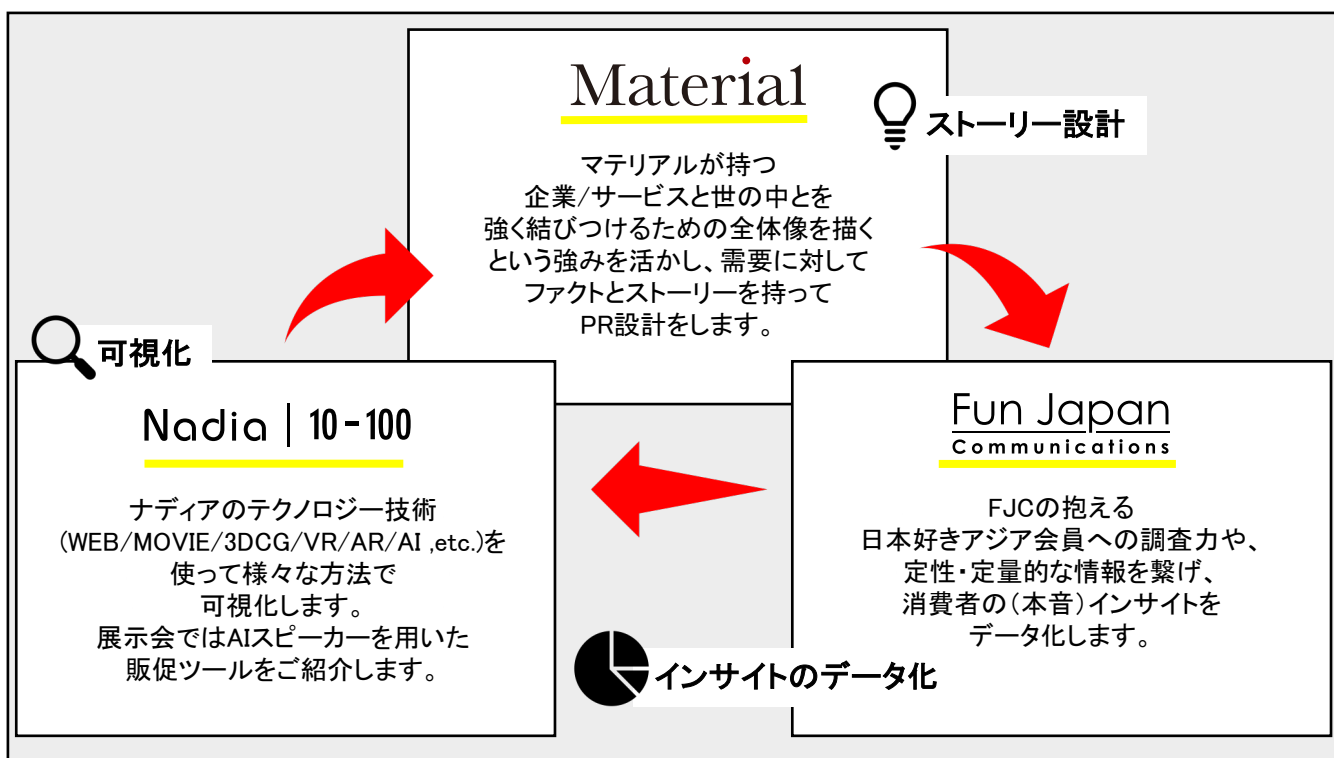 Material
ストーリー設計
マテリアルが持つ
企業/サービスと世の中とを
強く結びつけるための全体像を描く
という強みを活かし、需要に対して
ファクトとストーリーを持って
PR設計をします。
可視化
Nadia | 10-100
ナディアのテクノロジー技術
(WEB/MOVIE/3DCG/VR/AR/AI ,etc.)を
使って様々な方法で
可視化します。
展示会ではAIスピーカーを用いた
販促ツールをご紹介します。
Fun Japan
Communications
FJCの抱える
日本好きアジア会員への調査力や、
定性・定量的な情報を繋げ、
消費者の（本音）インサイトを
データ化します。
インサイトのデータ化